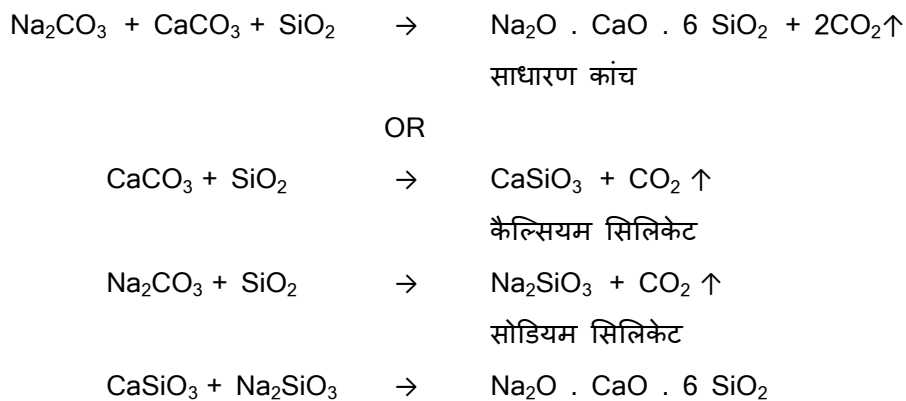 Na₂CO₃ + CaCO₃ + SiO₂ → Na₂O . CaO . 6 SiO₂ + 2CO₂↑
साधारण कांच
OR
CaCO₃ + SiO₂ → CaSiO₃ + CO₂ ↑
कैल्सियम सिलिकेट
Na₂CO₃ + SiO₂ → Na₂SiO₃ + CO₂ ↑
सोडियम सिलिकेट
CaSiO₃ + Na₂SiO₃ → Na₂O . CaO . 6 SiO₂